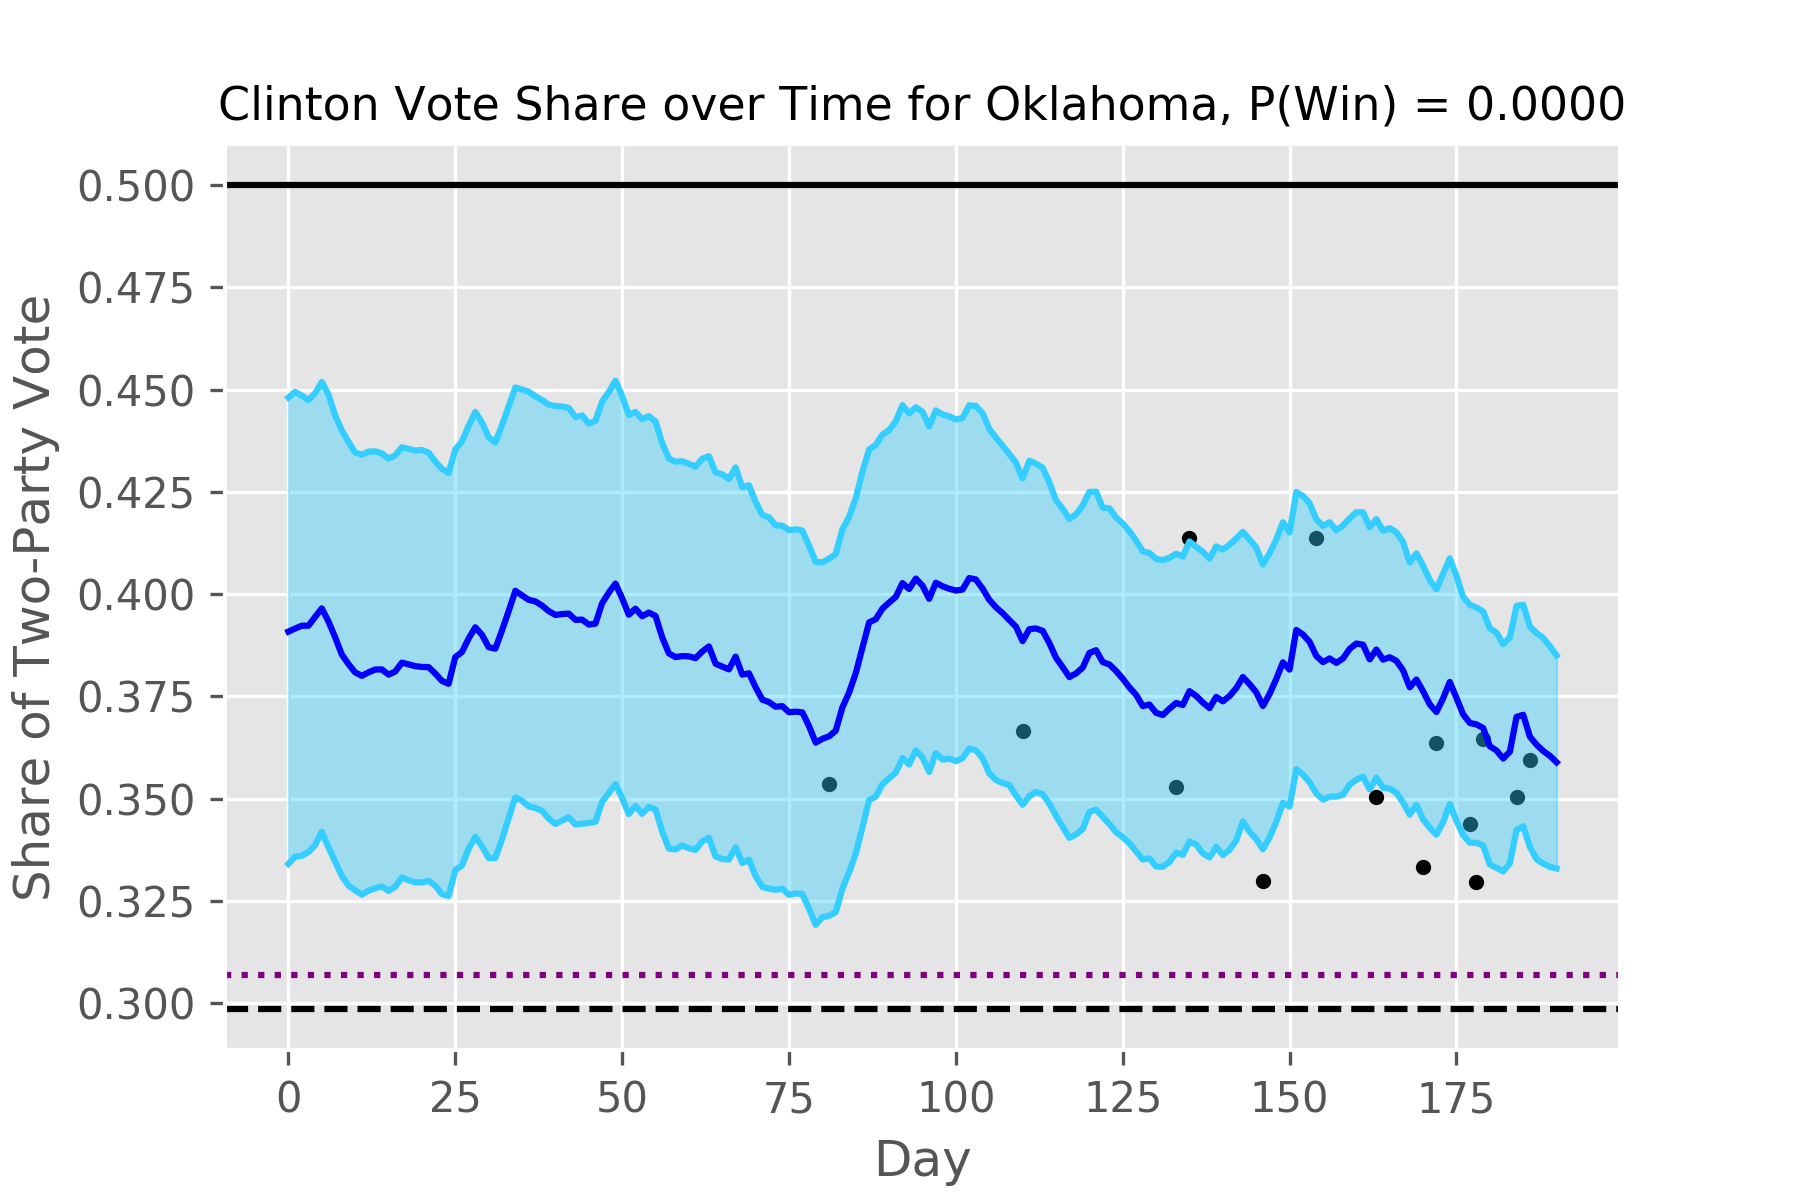 Clinton Vote Share over Time for Oklahoma, P(Win) = 0.0000
Share of Two-Party Vote
0.500
0.475
0.450
0.425
0.400
0.375
0.350
0.325
0.300
0 25 50 75 100 125 150 175
Day